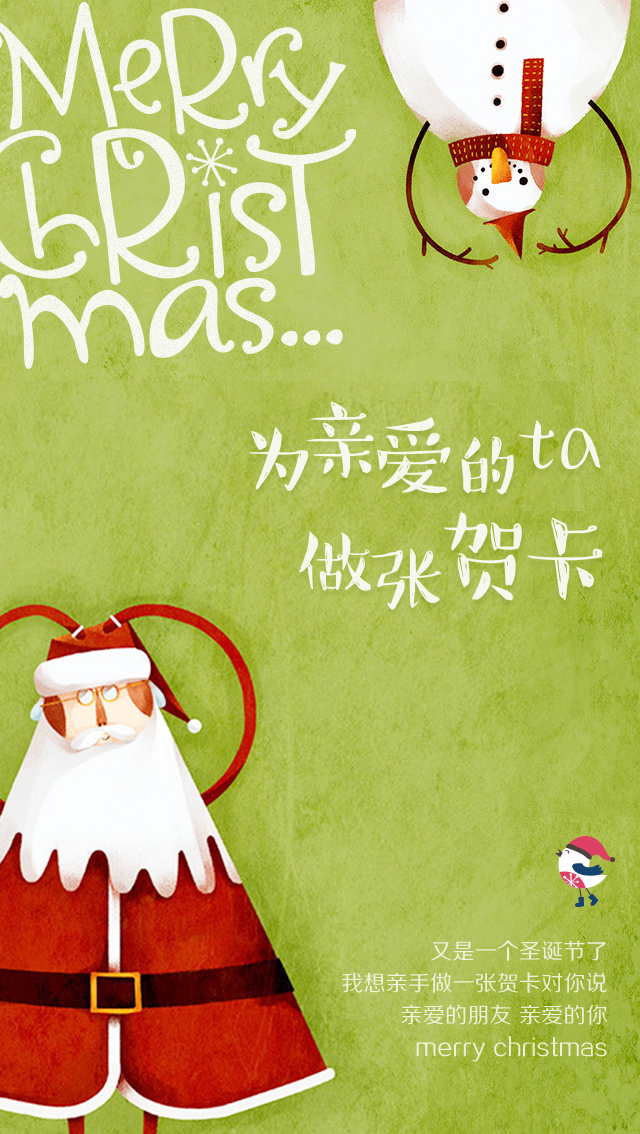 Merry
Christ
mas...
为亲爱的ta
做张贺卡
又是一个圣诞节了
我想亲手做一张贺卡对你说
亲爱的朋友 亲爱的你
merry christmas